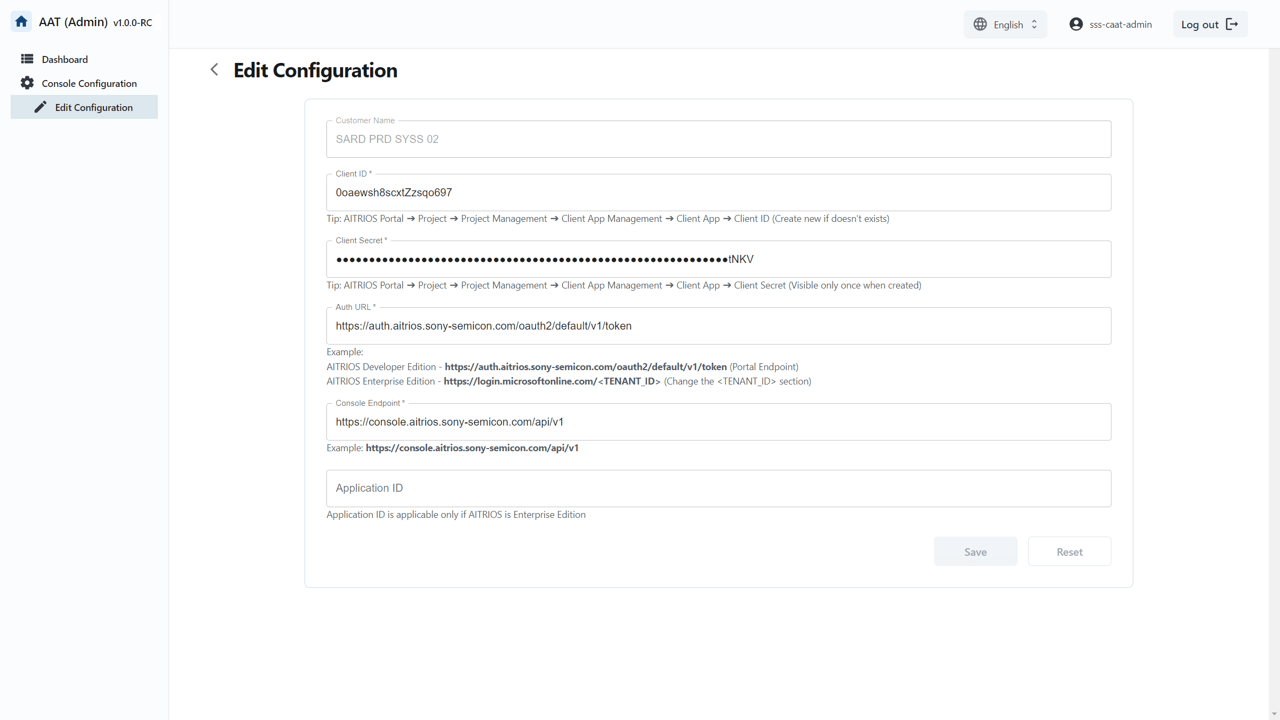 AAT (Admin) v1.0.0-RC
English
sss-caat-admin
Log out
Dashboard
Console Configuration
Edit Configuration
Edit Configuration
Customer Name
SARD PRD SYSS 02
Client ID *
0oaewsh8scxtZzsqo697
Tip: AITRIOS Portal ➔ Project ➔ Project Management ➔ Client App Management ➔ Client App ➔ Client ID (Create new if doesn't exists)
Client Secret *
●●●●●●●●●●●●●●●●●●●●●●●●●●●●●●●●●●●●●●●●●●●●●●●●●●●●●●●●●●●●tNKV
Tip: AITRIOS Portal ➔ Project ➔ Project Management ➔ Client App Management ➔ Client App ➔ Client Secret (Visible only once when created)
Auth URL *
https://auth.aitrios.sony-semicon.com/oauth2/default/v1/token
Example:
AITRIOS Developer Edition - https://auth.aitrios.sony-semicon.com/oauth2/default/v1/token (Portal Endpoint)
AITRIOS Enterprise Edition - https://login.microsoftonline.com/<TENANT_ID> (Change the <TENANT_ID> section)
Console Endpoint *
https://console.aitrios.sony-semicon.com/api/v1
Example: https://console.aitrios.sony-semicon.com/api/v1
Application ID
Application ID is applicable only if AITRIOS is Enterprise Edition
Save
Reset